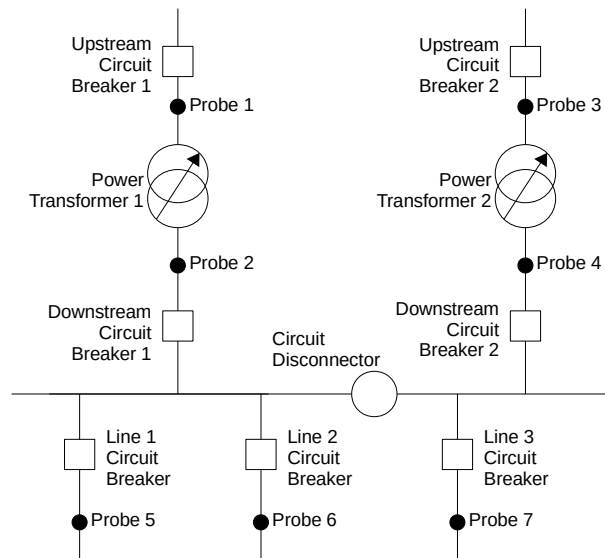 Upstream
Circuit
Breaker 1
Upstream
Circuit
Breaker 2
Probe 1
Probe 3
Power
Transformer 1
Power
Transformer 2
Probe 2
Probe 4
Downstream
Circuit
Breaker 1
Downstream
Circuit
Breaker 2
Circuit
Disconnector
Line 1
Circuit
Breaker
Line 2
Circuit
Breaker
Line 3
Circuit
Breaker
Probe 5
Probe 6
Probe 7